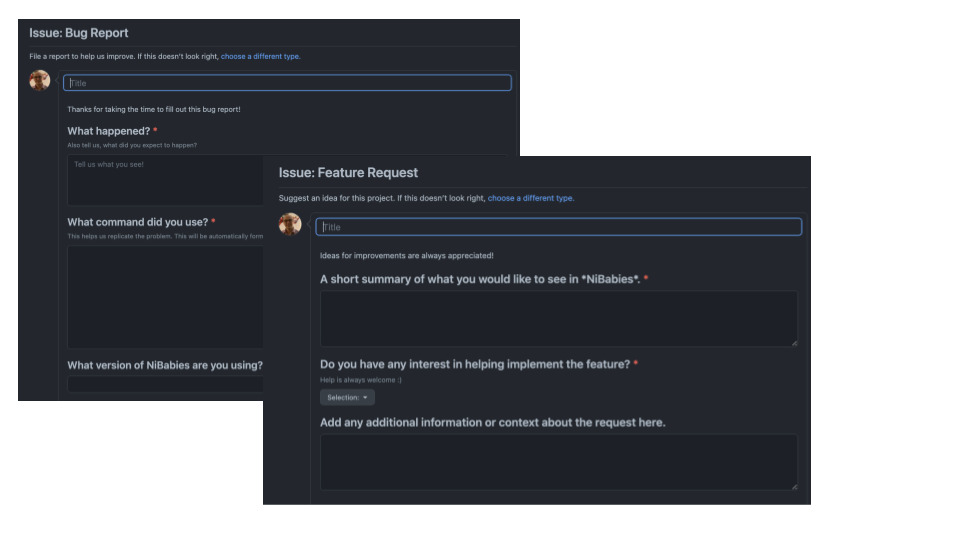 Issue: Bug Report
File a report to help us improve. If this doesn't look right, choose a different type.
Title
Thanks for taking the time to fill out this bug report!
What happened? *
Also tell us, what did you expect to happen?
Tell us what you see!
What command did you use? *
This helps us replicate the problem. This will be automatically form
What version of NiBabies are you using?
Issue: Feature Request
Suggest an idea for this project. If this doesn't look right, choose a different type.
Title
Ideas for improvements are always appreciated!
A short summary of what you would like to see in *NiBabies*. *
Do you have any interest in helping implement the feature? *
Help is always welcome :)
Selection:
Add any additional information or context about the request here.